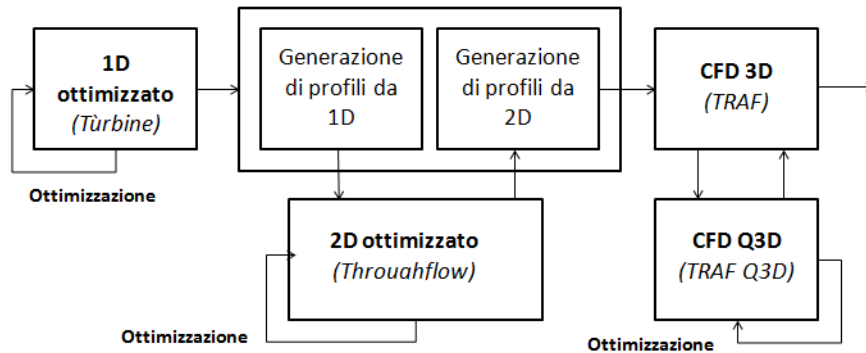 1D
ottimizzato
(Tùrbine)
Ottimizzazione
Generazione
di profili da
1D
Generazione
di profili da
2D
2D ottimizzato
(Throuahflow)
Ottimizzazione
CFD 3D
(TRAF)
CFD Q3D
(TRAF Q3D)
Ottimizzazione